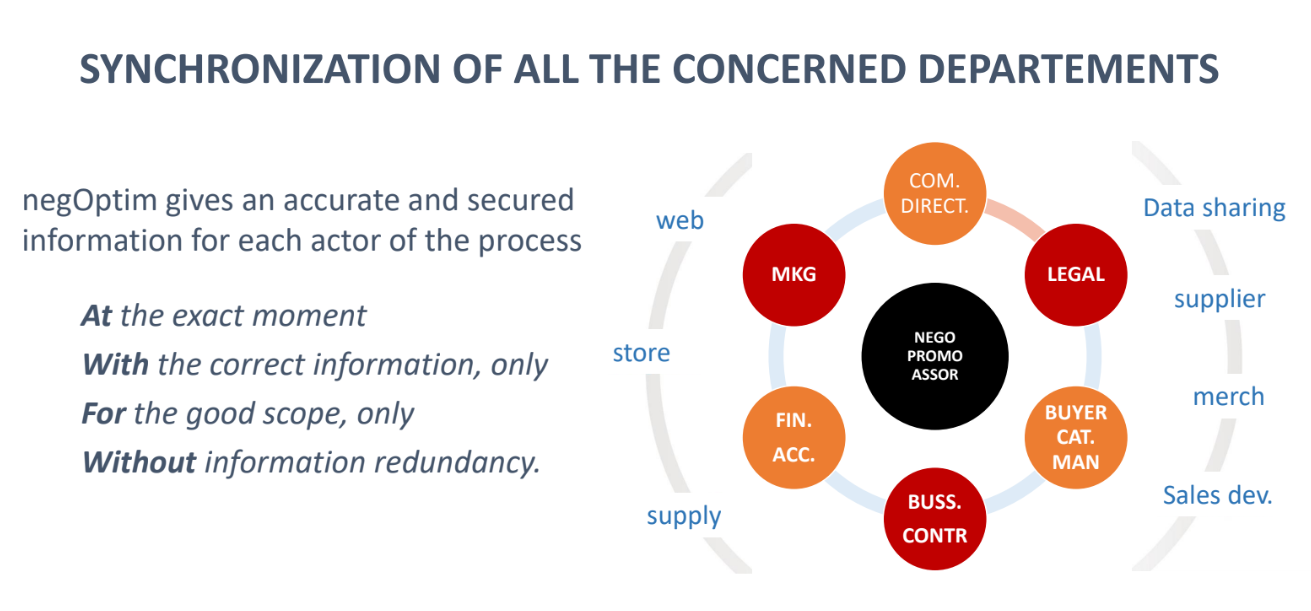 SYNCHRONIZATION OF ALL THE CONCERNED DEPARTEMENTS
negOptim gives an accurate and secured
information for each actor of the process
At the exact moment
With the correct information, only
For the good scope, only
Without information redundancy.
web
store
supply
COM.
DIRECT.
MKG
LEGAL
NEGO
PROMO
ASSOR
FIN.
ACC.
BUYER
CAT.
MAN
BUSS.
CONTR
Data sharing
supplier
merch
Sales dev.